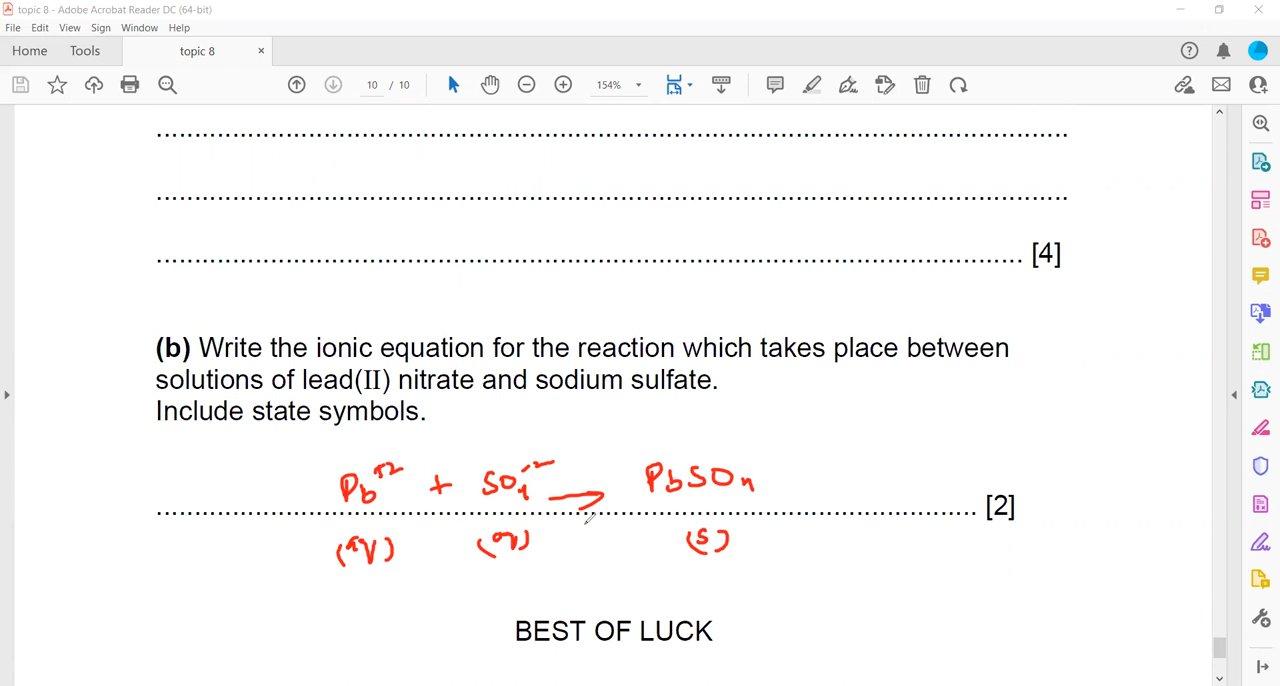 topic 8 - Adobe Acrobat Reader DC (64-bit)
File Edit View Sign Window Help
Home Tools topic 8 ×
10 / 10 154%
........................................................................................................................
........................................................................................................................
................................................................................................................ [4]
(b) Write the ionic equation for the reaction which takes place between
solutions of lead(II) nitrate and sodium sulfate.
Include state symbols.
Pb⁺² + SO₄⁻² → PbSO₄
.......................................................................................................... [2]
(aq) (aq) (s)
BEST OF LUCK